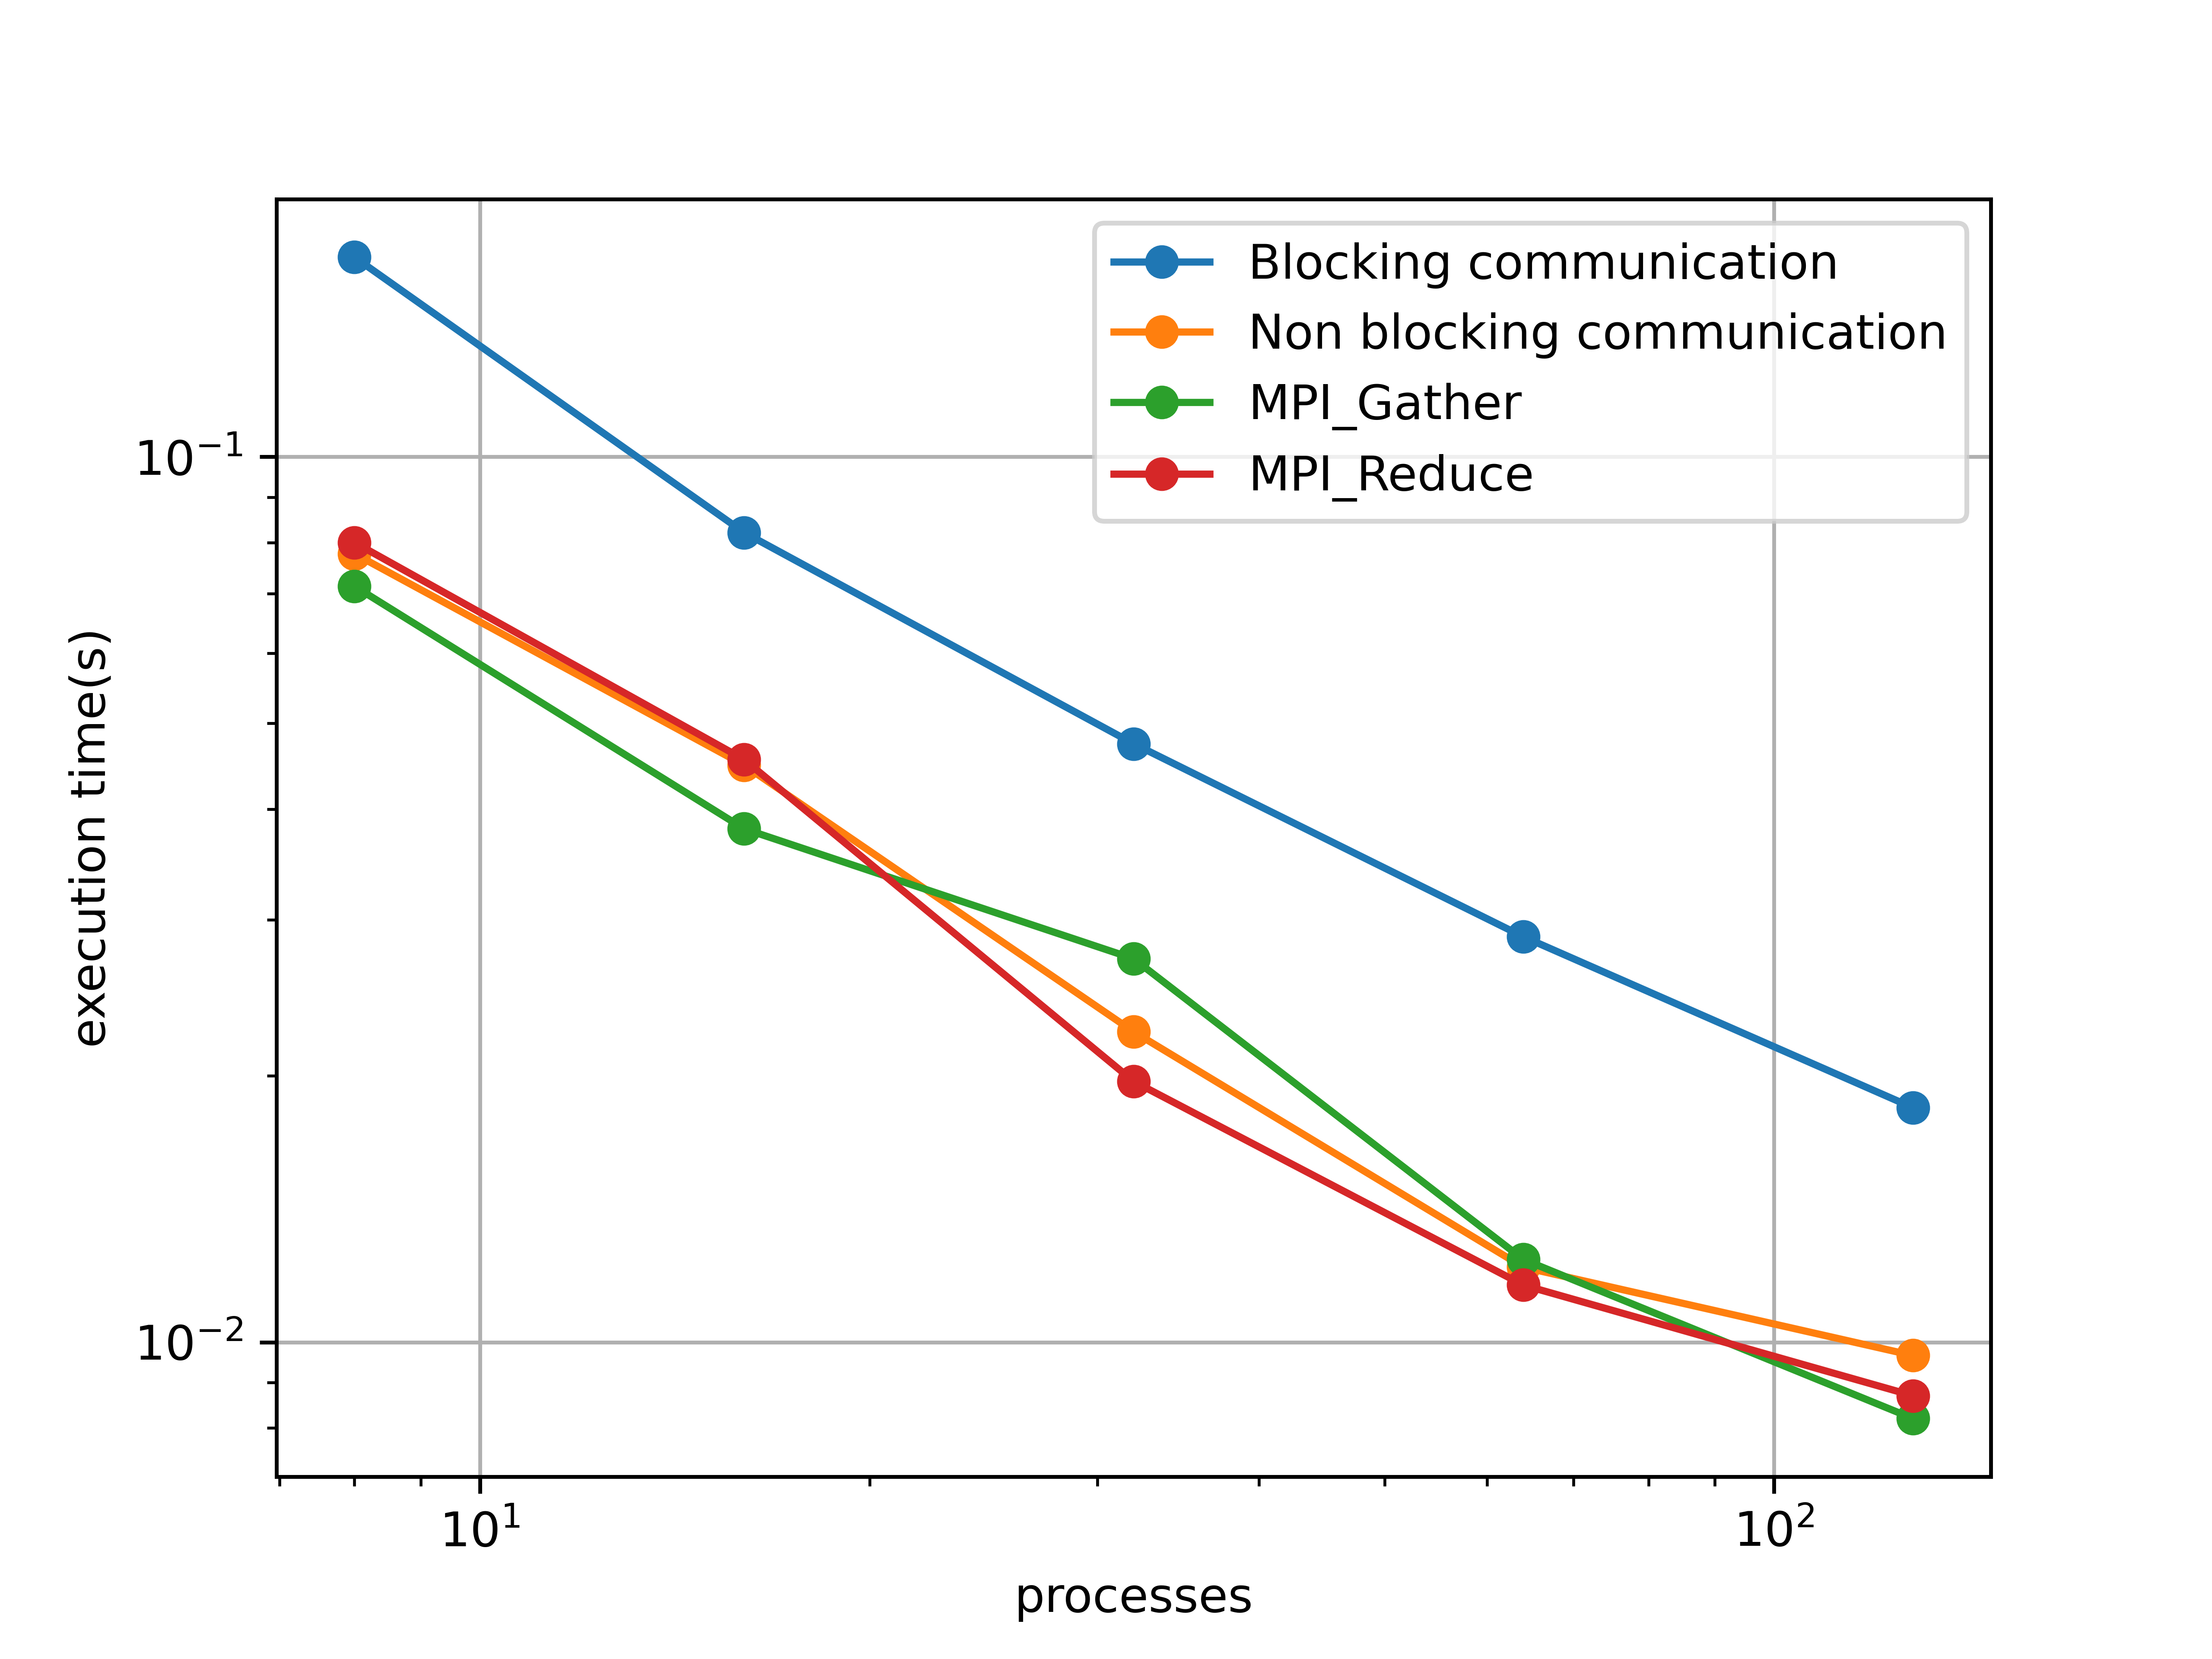 Blocking communication
Non blocking communication
MPI_Gather
MPI_Reduce
10⁻¹
10⁻²
execution time(s)
10¹ 10²
processes